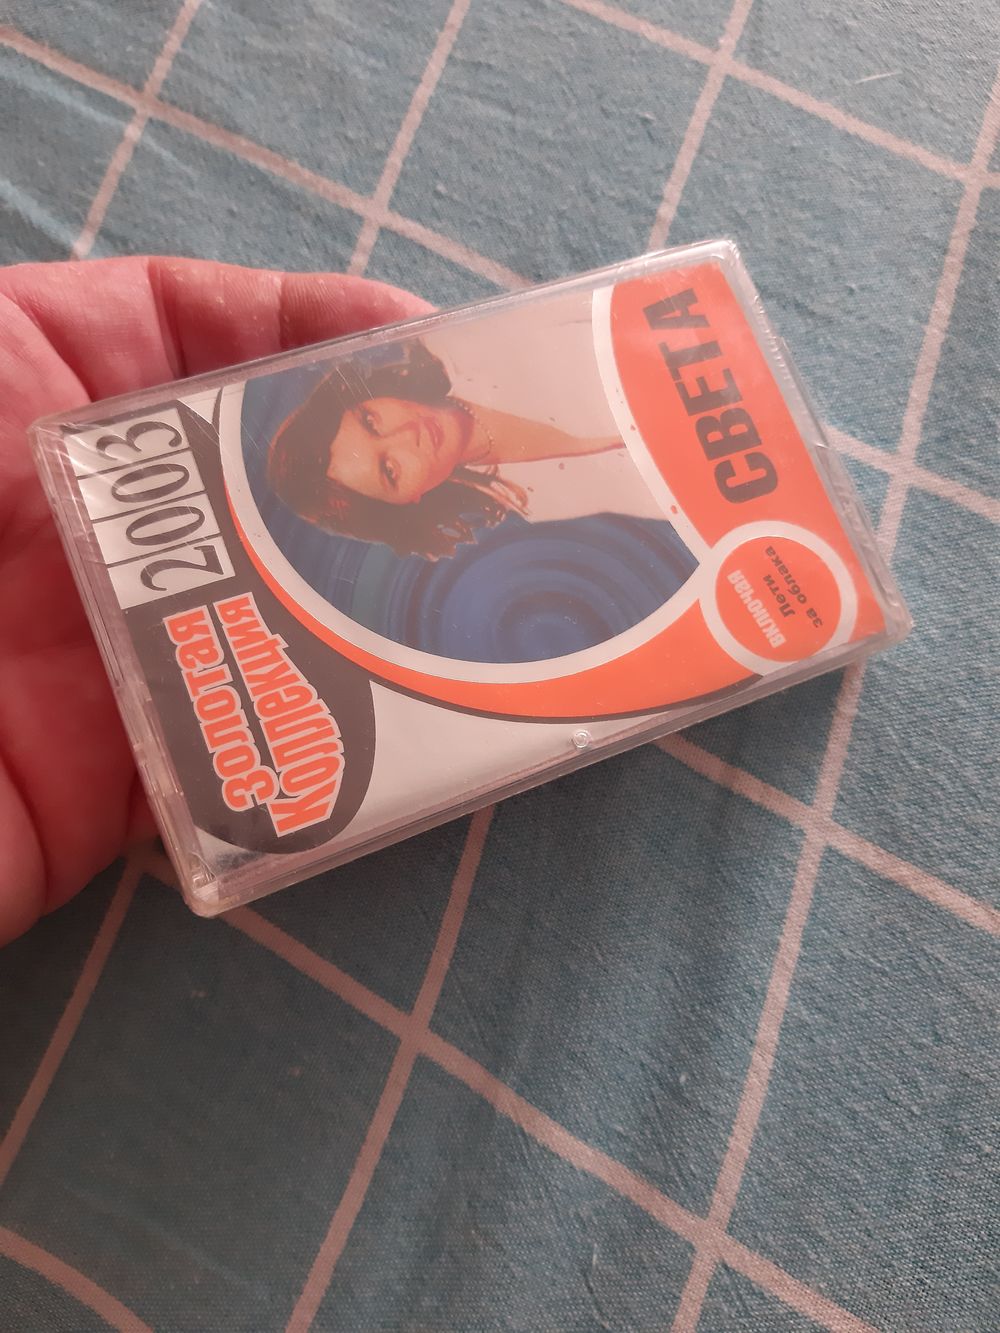 2003
Золотая
Коллекция
СВЕТА
включая
Лети
за облака